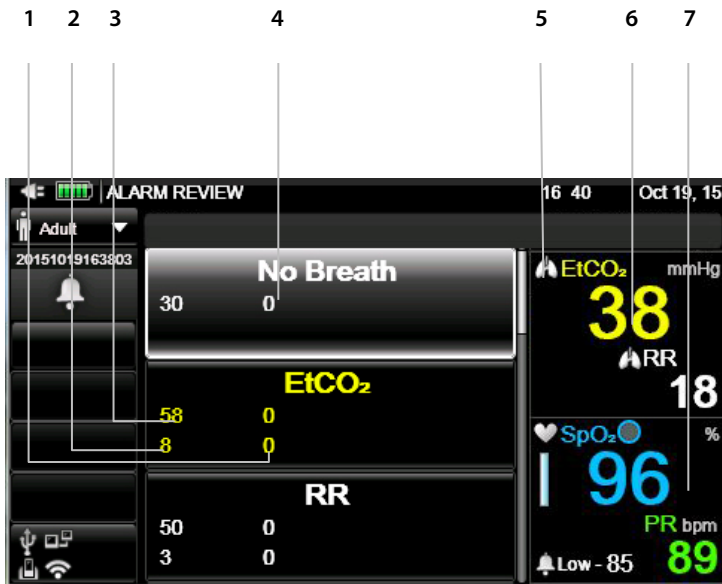 1 2 3 4 5 6 7
ALARM REVIEW 16 40 Oct 19, 15
Adult
20151019163803
No Breath
30 0
EtCO₂
58 0
8 0
RR
50 0
3 0
EtCO₂ mmHg
38
RR
18
SpO₂ %
96
PR bpm
Low - 85 89